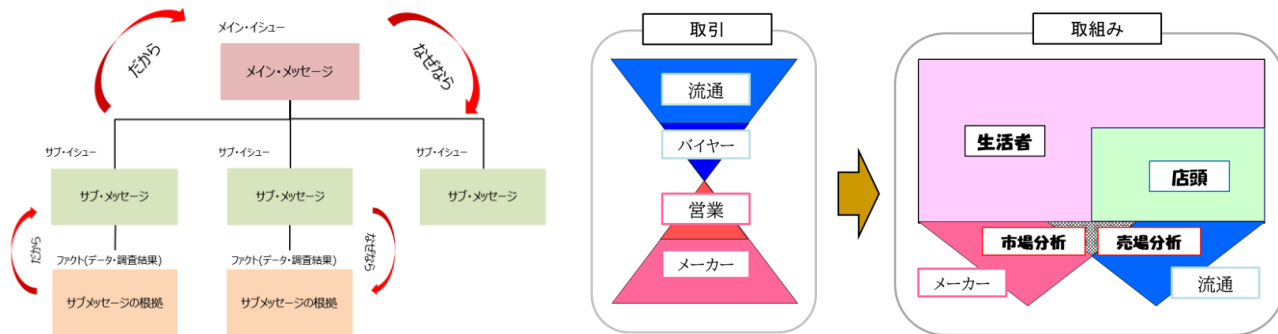 メイン・イシュー
メイン・メッセージ
だから
なぜなら
サブ・イシュー
サブ・イシュー
サブ・イシュー
サブ・メッセージ
サブ・メッセージ
サブ・メッセージ
だから
なぜなら
ファクト(データ・調査結果)
ファクト(データ・調査結果)
サブメッセージの根拠
サブメッセージの根拠
取引
流通
バイヤー
営業
メーカー
取組み
生活者
店頭
市場分析
売場分析
メーカー
流通